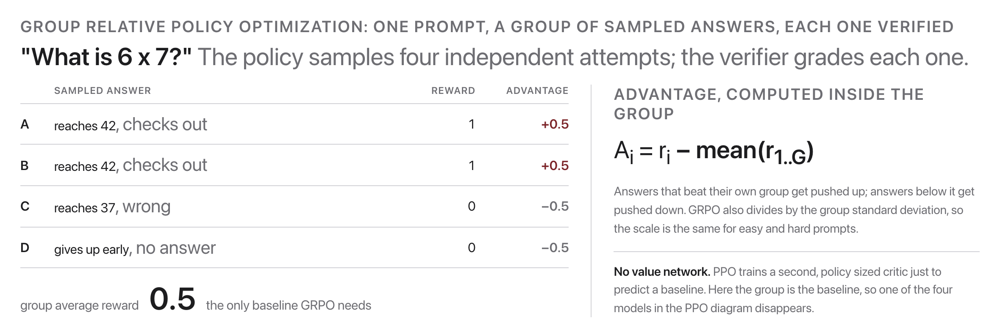 GROUP RELATIVE POLICY OPTIMIZATION: ONE PROMPT, A GROUP OF SAMPLED ANSWERS, EACH ONE VERIFIED
"What is 6 x 7?" The policy samples four independent attempts; the verifier grades each one.
SAMPLED ANSWER REWARD ADVANTAGE
A reaches 42, checks out 1 +0.5
B reaches 42, checks out 1 +0.5
C reaches 37, wrong 0 −0.5
D gives up early, no answer 0 −0.5
group average reward 0.5 the only baseline GRPO needs
ADVANTAGE, COMPUTED INSIDE THE
GROUP
Ai = ri − mean(r1..G)
Answers that beat their own group get pushed up; answers below it get
pushed down. GRPO also divides by the group standard deviation, so
the scale is the same for easy and hard prompts.
No value network. PPO trains a second, policy sized critic just to
predict a baseline. Here the group is the baseline, so one of the four
models in the PPO diagram disappears.